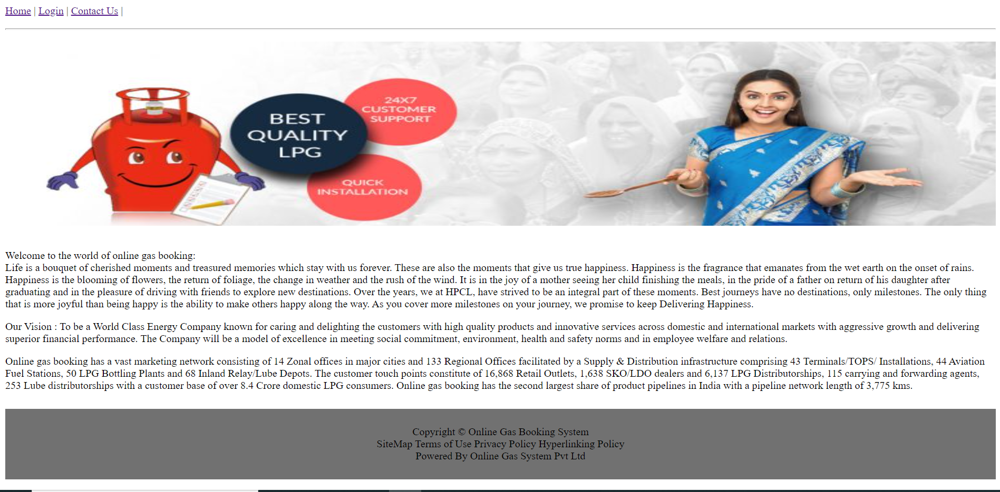 Home | Login | Contact Us |
BEST
QUALITY
LPG
24X7
CUSTOMER
SUPPORT
QUICK
INSTALLATION
Welcome to the world of online gas booking:
Life is a bouquet of cherished moments and treasured memories which stay with us forever. These are also the moments that give us true happiness. Happiness is the fragrance that emanates from the wet earth on the onset of rains.
Happiness is the blooming of flowers, the return of foliage, the change in weather and the rush of the wind. It is in the joy of a mother seeing her child finishing the meals, in the pride of a father on return of his daughter after
graduating and in the pleasure of driving with friends to explore new destinations. Over the years, we at HPCL, have strived to be an integral part of these moments. Best journeys have no destinations, only milestones. The only thing
that is more joyful than being happy is the ability to make others happy along the way. As you cover more milestones on your journey, we promise to keep Delivering Happiness.
Our Vision : To be a World Class Energy Company known for caring and delighting the customers with high quality products and innovative services across domestic and international markets with aggressive growth and delivering
superior financial performance. The Company will be a model of excellence in meeting social commitment, environment, health and safety norms and in employee welfare and relations.
Online gas booking has a vast marketing network consisting of 14 Zonal offices in major cities and 133 Regional Offices facilitated by a Supply & Distribution infrastructure comprising 43 Terminals/TOPS/ Installations, 44 Aviation
Fuel Stations, 50 LPG Bottling Plants and 68 Inland Relay/Lube Depots. The customer touch points constitute of 16,868 Retail Outlets, 1,638 SKO/LDO dealers and 6,137 LPG Distributorships, 115 carrying and forwarding agents,
253 Lube distributorships with a customer base of over 8.4 Crore domestic LPG consumers. Online gas booking has the second largest share of product pipelines in India with a pipeline network length of 3,775 kms.
Copyright © Online Gas Booking System
SiteMap Terms of Use Privacy Policy Hyperlinking Policy
Powered By Online Gas System Pvt Ltd